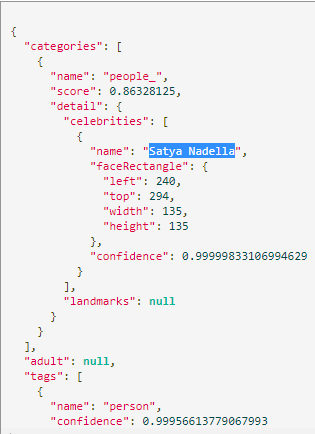 {
  "categories": [
    {
      "name": "people_",
      "score": 0.86328125,
      "detail": {
        "celebrities": [
          {
            "name": "Satya Nadella",
            "faceRectangle": {
              "left": 240,
              "top": 294,
              "width": 135,
              "height": 135
            },
            "confidence": 0.99999833106994629
          }
        ],
        "landmarks": null
      }
    }
  ],
  "adult": null,
  "tags": [
    {
      "name": "person",
      "confidence": 0.99956613779067993